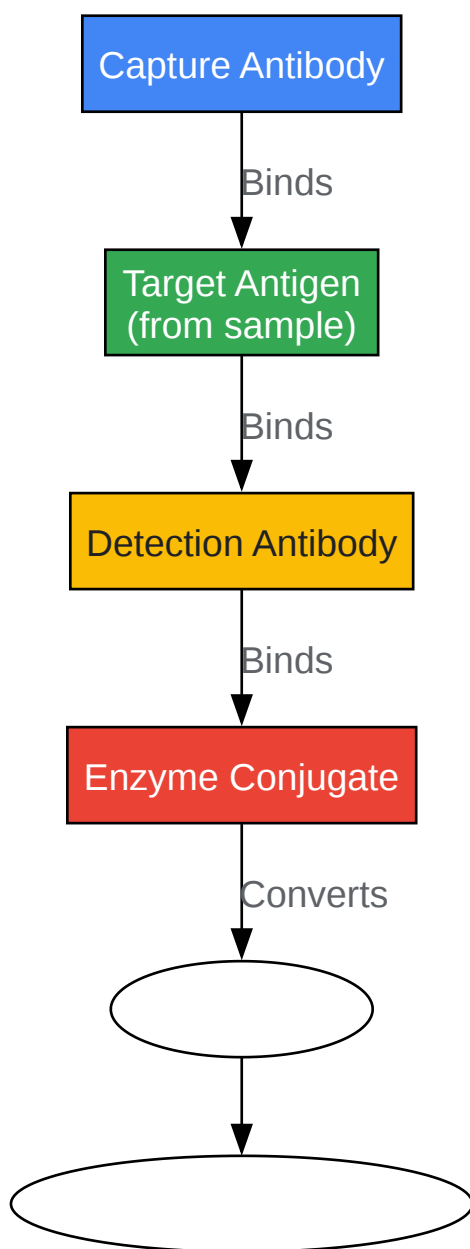 Capture Antibody
Binds
Target Antigen
(from sample)
Binds
Detection Antibody
Binds
Enzyme Conjugate
Converts